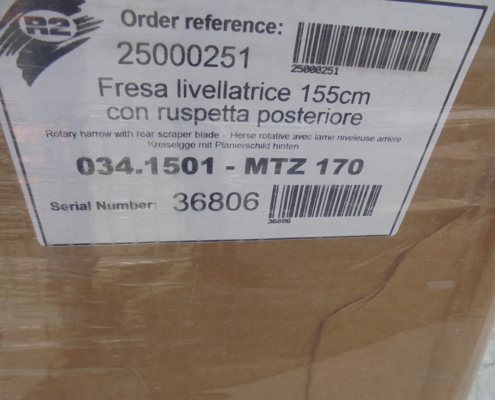 R2
Order reference:
25000251
25000251
Fresa livellatrice 155cm
con ruspetta posteriore
Rotary harrow with rear scraper blade - Herse rotative avec lame niveleuse arriere
Kreiselegge mit Planierschild hinten
034.1501 - MTZ 170
Serial Number: 36806
36806